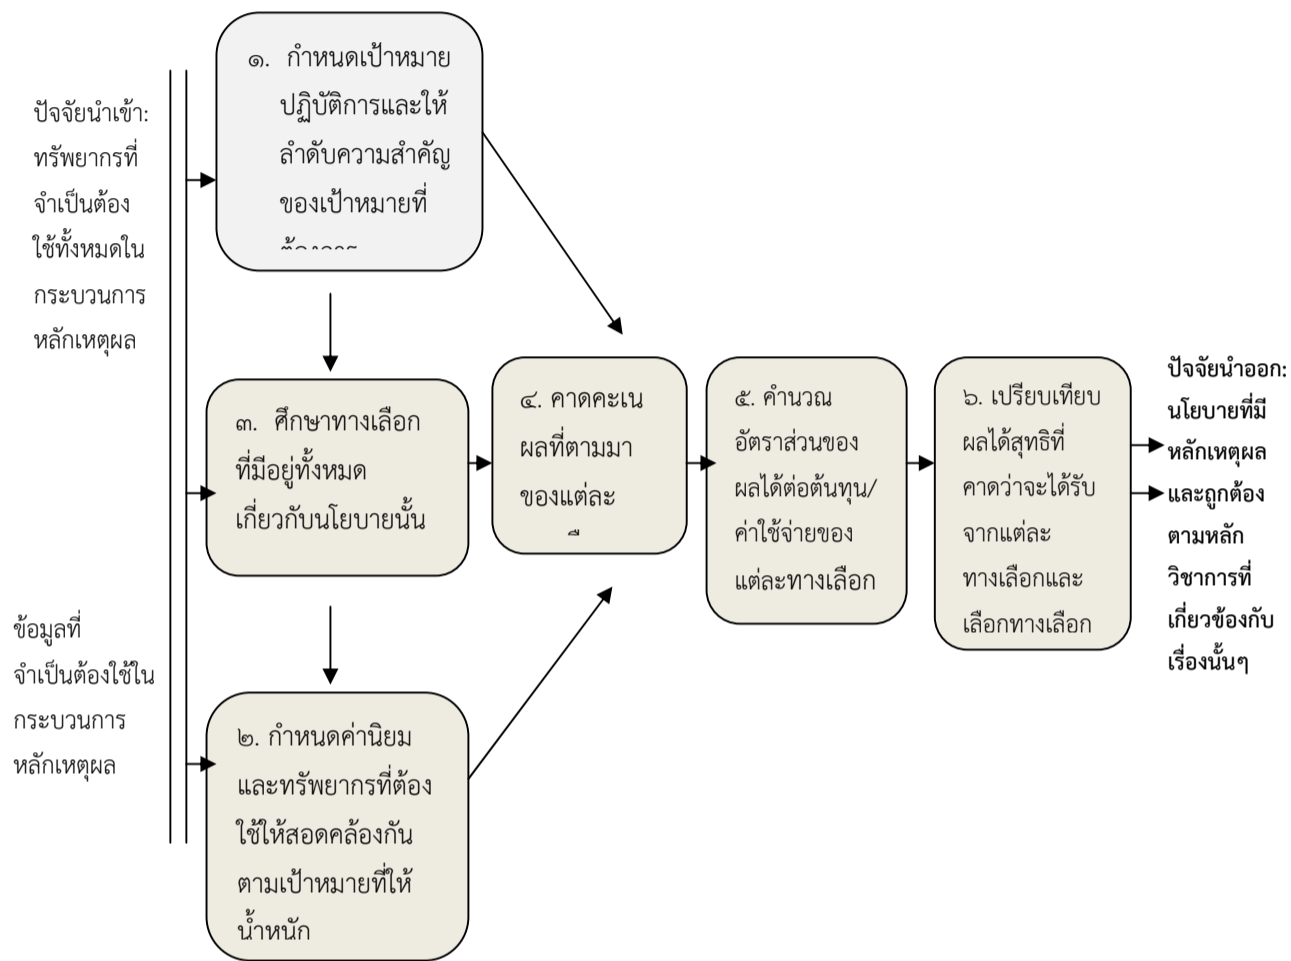 ปัจจัยนำเข้า:
ทรัพยากรที่
จำเป็นต้อง
ใช้ทั้งหมดใน
กระบวนการ
หลักเหตุผล
ข้อมูลที่
จำเป็นต้องใช้ใน
กระบวนการ
หลักเหตุผล
๑. กำหนดเป้าหมาย
ปฏิบัติการและให้
ลำดับความสำคัญ
ของเป้าหมายที่
๓. ศึกษาทางเลือก
ที่มีอยู่ทั้งหมด
เกี่ยวกับนโยบายนั้น
๒. กำหนดค่านิยม
และทรัพยากรที่ต้อง
ใช้ให้สอดคล้องกัน
ตามเป้าหมายที่ให้
น้ำหนัก
๔. คาดคะเน
ผลที่ตามมา
ของแต่ละ
๕. คำนวณ
อัตราส่วนของ
ผลได้ต่อต้นทุน/
ค่าใช้จ่ายของ
แต่ละทางเลือก
๖. เปรียบเทียบ
ผลได้สุทธิที่
คาดว่าจะได้รับ
จากแต่ละ
ทางเลือกและ
เลือกทางเลือก
ปัจจัยนำออก:
นโยบายที่มี
หลักเหตุผล
และถูกต้อง
ตามหลัก
วิชาการที่
เกี่ยวข้องกับ
เรื่องนั้นๆ